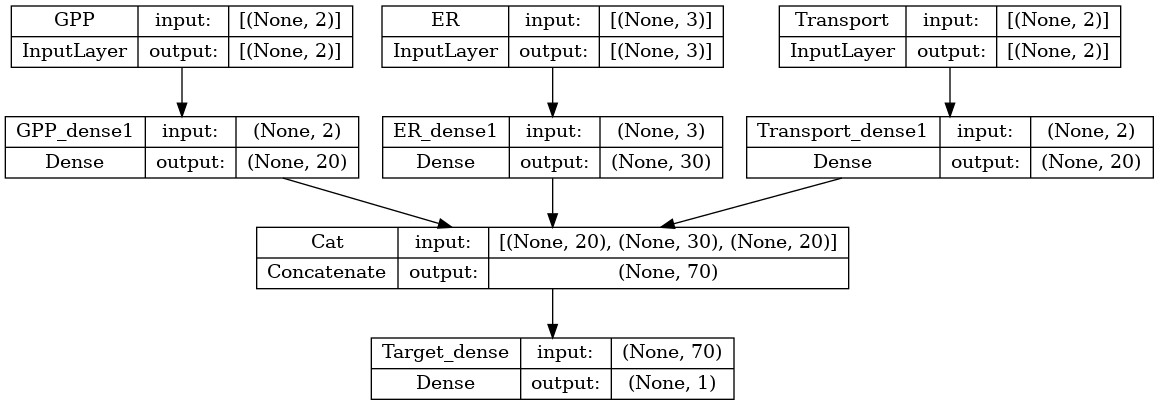 GPP input: [(None, 2)]
InputLayer output: [(None, 2)]
ER input: [(None, 3)]
InputLayer output: [(None, 3)]
Transport input: [(None, 2)]
InputLayer output: [(None, 2)]
GPP_dense1 input: (None, 2)
Dense output: (None, 20)
ER_dense1 input: (None, 3)
Dense output: (None, 30)
Transport_dense1 input: (None, 2)
Dense output: (None, 20)
Cat input: [(None, 20), (None, 30), (None, 20)]
Concatenate output: (None, 70)
Target_dense input: (None, 70)
Dense output: (None, 1)